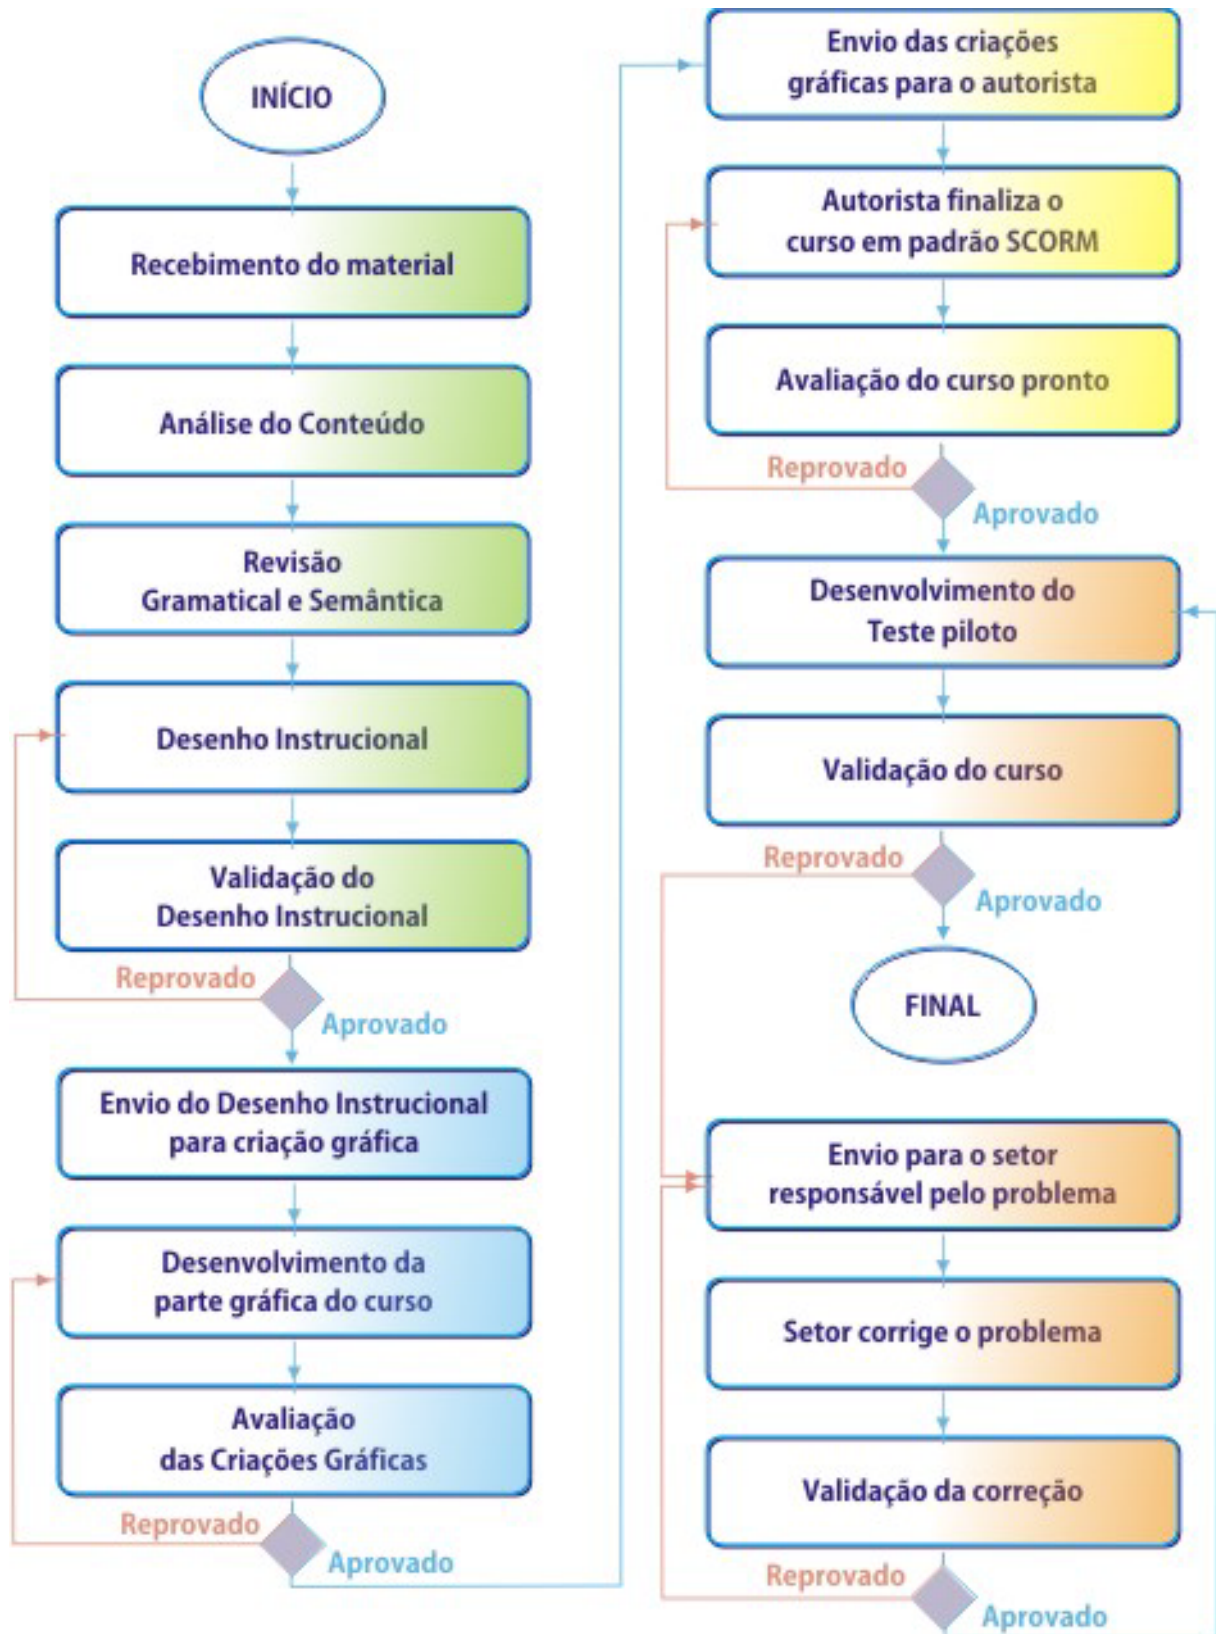 INÍCIO
Recebimento do material
Análise do Conteúdo
Revisão
Gramatical e Semântica
Desenho Instrucional
Validação do
Desenho Instrucional
Reprovado
Aprovado
Envio do Desenho Instrucional
para criação gráfica
Desenvolvimento da
parte gráfica do curso
Avaliação
das Criações Gráficas
Reprovado
Aprovado
Envio das criações
gráficas para o autorista
Autorista finaliza o
curso em padrão SCORM
Avaliação do curso pronto
Reprovado
Aprovado
Desenvolvimento do
Teste piloto
Validação do curso
Reprovado
Aprovado
FINAL
Envio para o setor
responsável pelo problema
Setor corrige o problema
Validação da correção
Reprovado
Aprovado